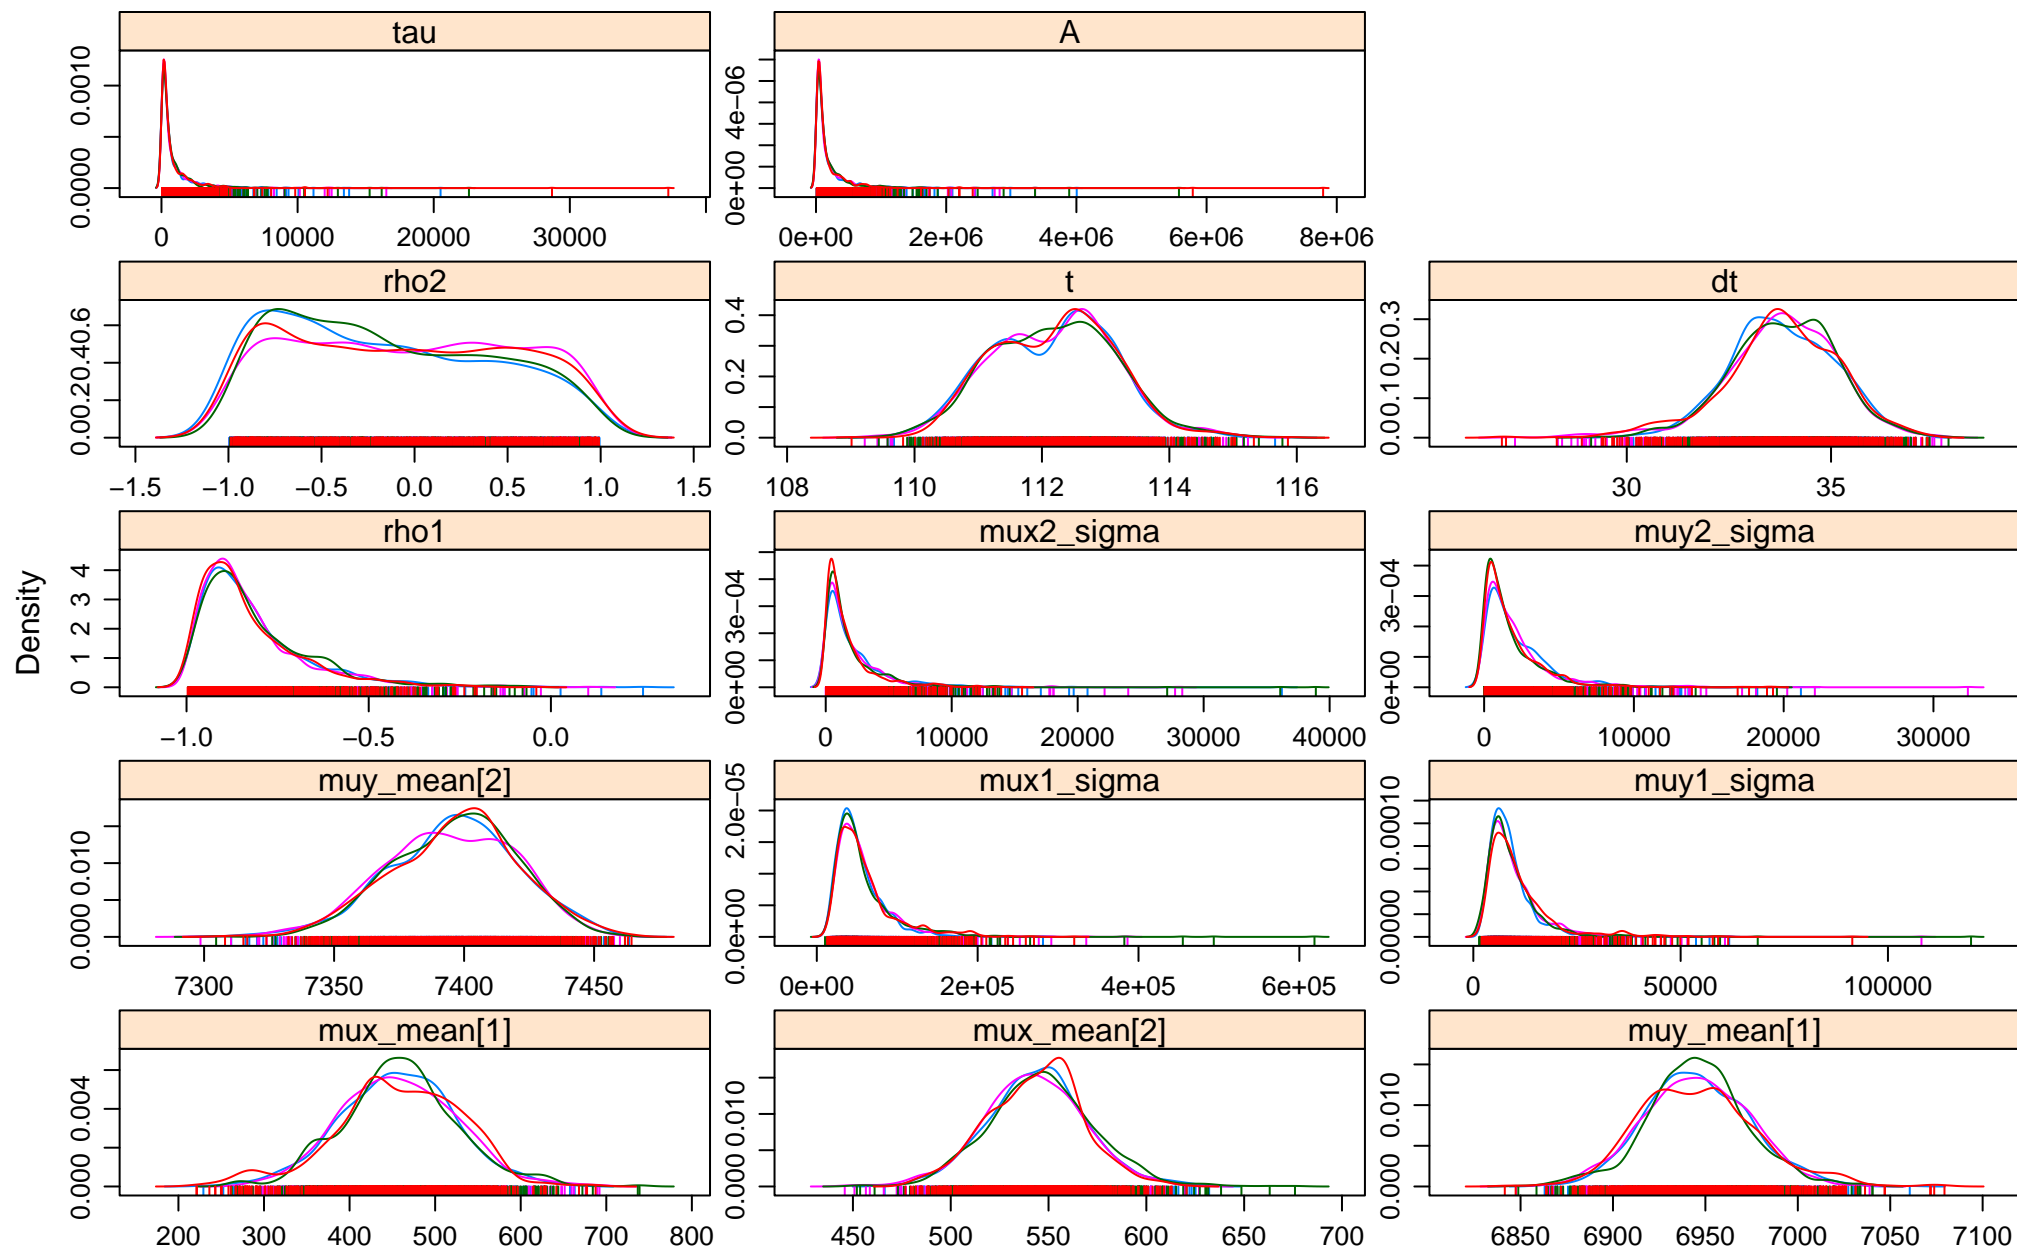 tau
A
0.0000 0.0010
0e+00 4e-06
0 10000 20000 30000
0e+00 2e+06 4e+06 6e+06 8e+06
rho2
t
dt
0.0 0.2 0.4 0.6
0.0 0.2 0.4
0.0 0.1 0.2 0.3
−1.5 −1.0 −0.5 0.0 0.5 1.0 1.5
108 110 112 114 116
30 35
rho1
mux2_sigma
muy2_sigma
Density
0 1 2 3 4
0e+00 3e−04
0e+00 3e−04
−1.0 −0.5 0.0
0 10000 20000 30000 40000
0 10000 20000 30000
muy_mean[2]
mux1_sigma
muy1_sigma
0.000 0.010
0.0e+00 2.0e−05
0.00000 0.00010
7300 7350 7400 7450
0e+00 2e+05 4e+05 6e+05
0 50000 100000
mux_mean[1]
mux_mean[2]
muy_mean[1]
0.000 0.004
0.000 0.010
0.000 0.010
200 300 400 500 600 700 800
450 500 550 600 650 700
6850 6900 6950 7000 7050 7100